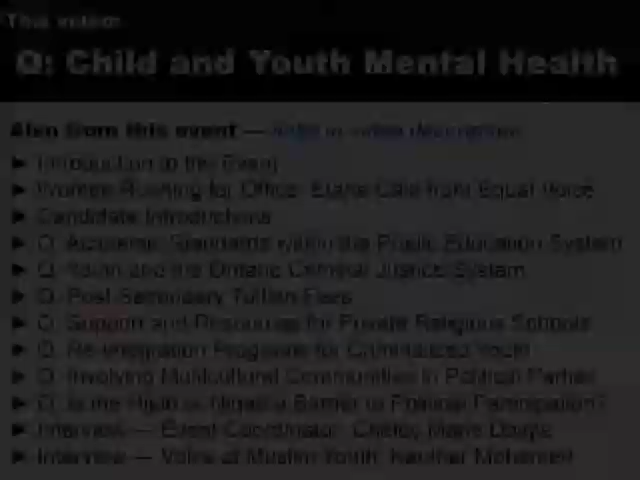 This video:
Q: Child and Youth Mental Health
Also from this event — links in video description
► Introduction to the Event
► Women Running for Office: from Equal Voice
► Candidate Introductions
► Q: Academic Standards within the Public Education System
► Q: Youth and the Ontario Criminal Justice System
► Q: Post Secondary Tuition Fees
► Q: Support and Resources for Private Religious Schools
► Q: Re-integration Programs for Criminalized Youth
► Q: Involving Multicultural Communities in Political Parties
► Q: Is the Hijab or Niqab a Barrier to Political Participation?
► Interview — Event Coordinator,
► Interview — Voice of Muslim Youth, Mohamed